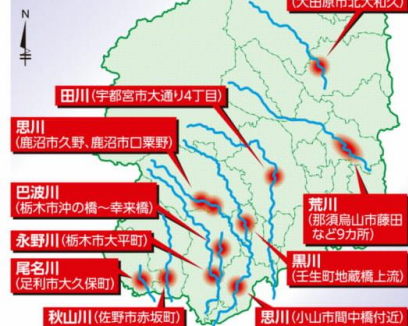 N
(大田原市北大和久)
田川(宇都宮市大通り4丁目)
思川
(鹿沼市久野、鹿沼市口粟野)
巴波川
(栃木市沖の橋〜幸来橋)
荒川
(那須烏山市藤田
など9カ所)
永野川(栃木市大平町)
黒川
(壬生町地蔵橋上流)
尾名川
(足利市大久保町)
秋山川(佐野市赤坂町)
思川(小山市間中橋付近)